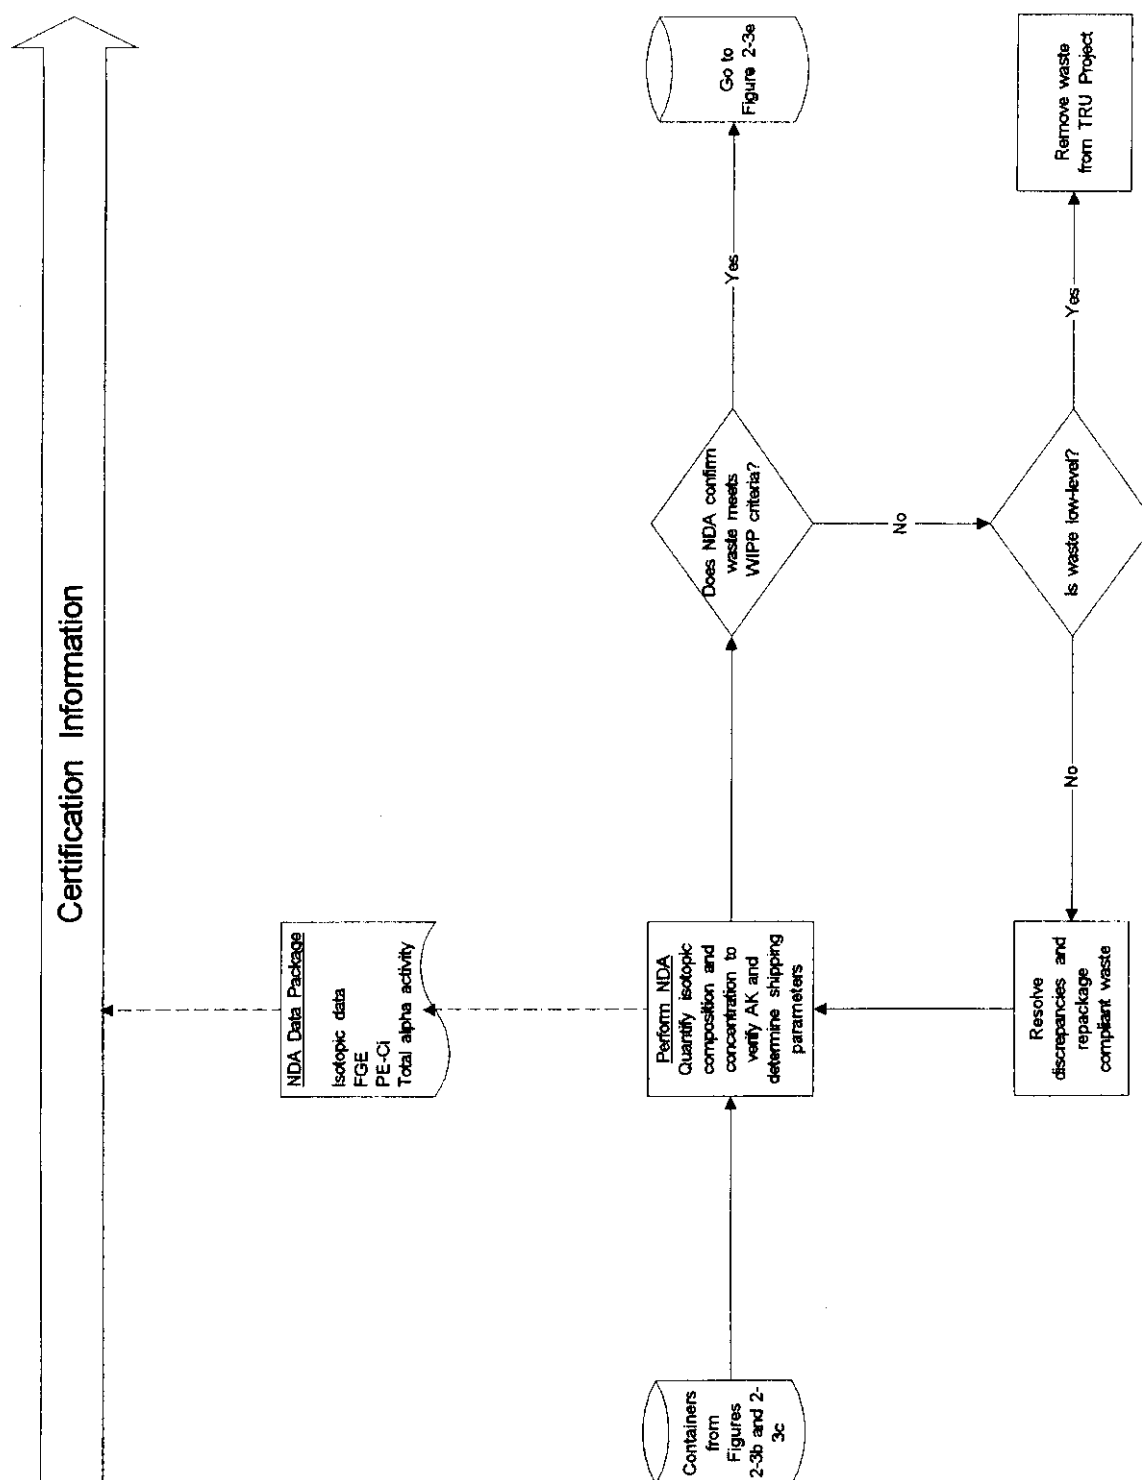 Certification Information
NDA Data Package
Isotopic data
FGE
PE-Ci
Total alpha activity
Containers
from
Figures
2-3b and 2-
3c
Perform NDA
Quantify isotopic
composition and
concentration to
verify AK and
determine shipping
parameters
Does NDA confirm
waste meets
WIPP criteria?
Yes
Go to
Figure 2-3e
No
Resolve
discrepancies and
repackage
compliant waste
No
Is waste low-level?
Yes
Remove waste
from TRU Project